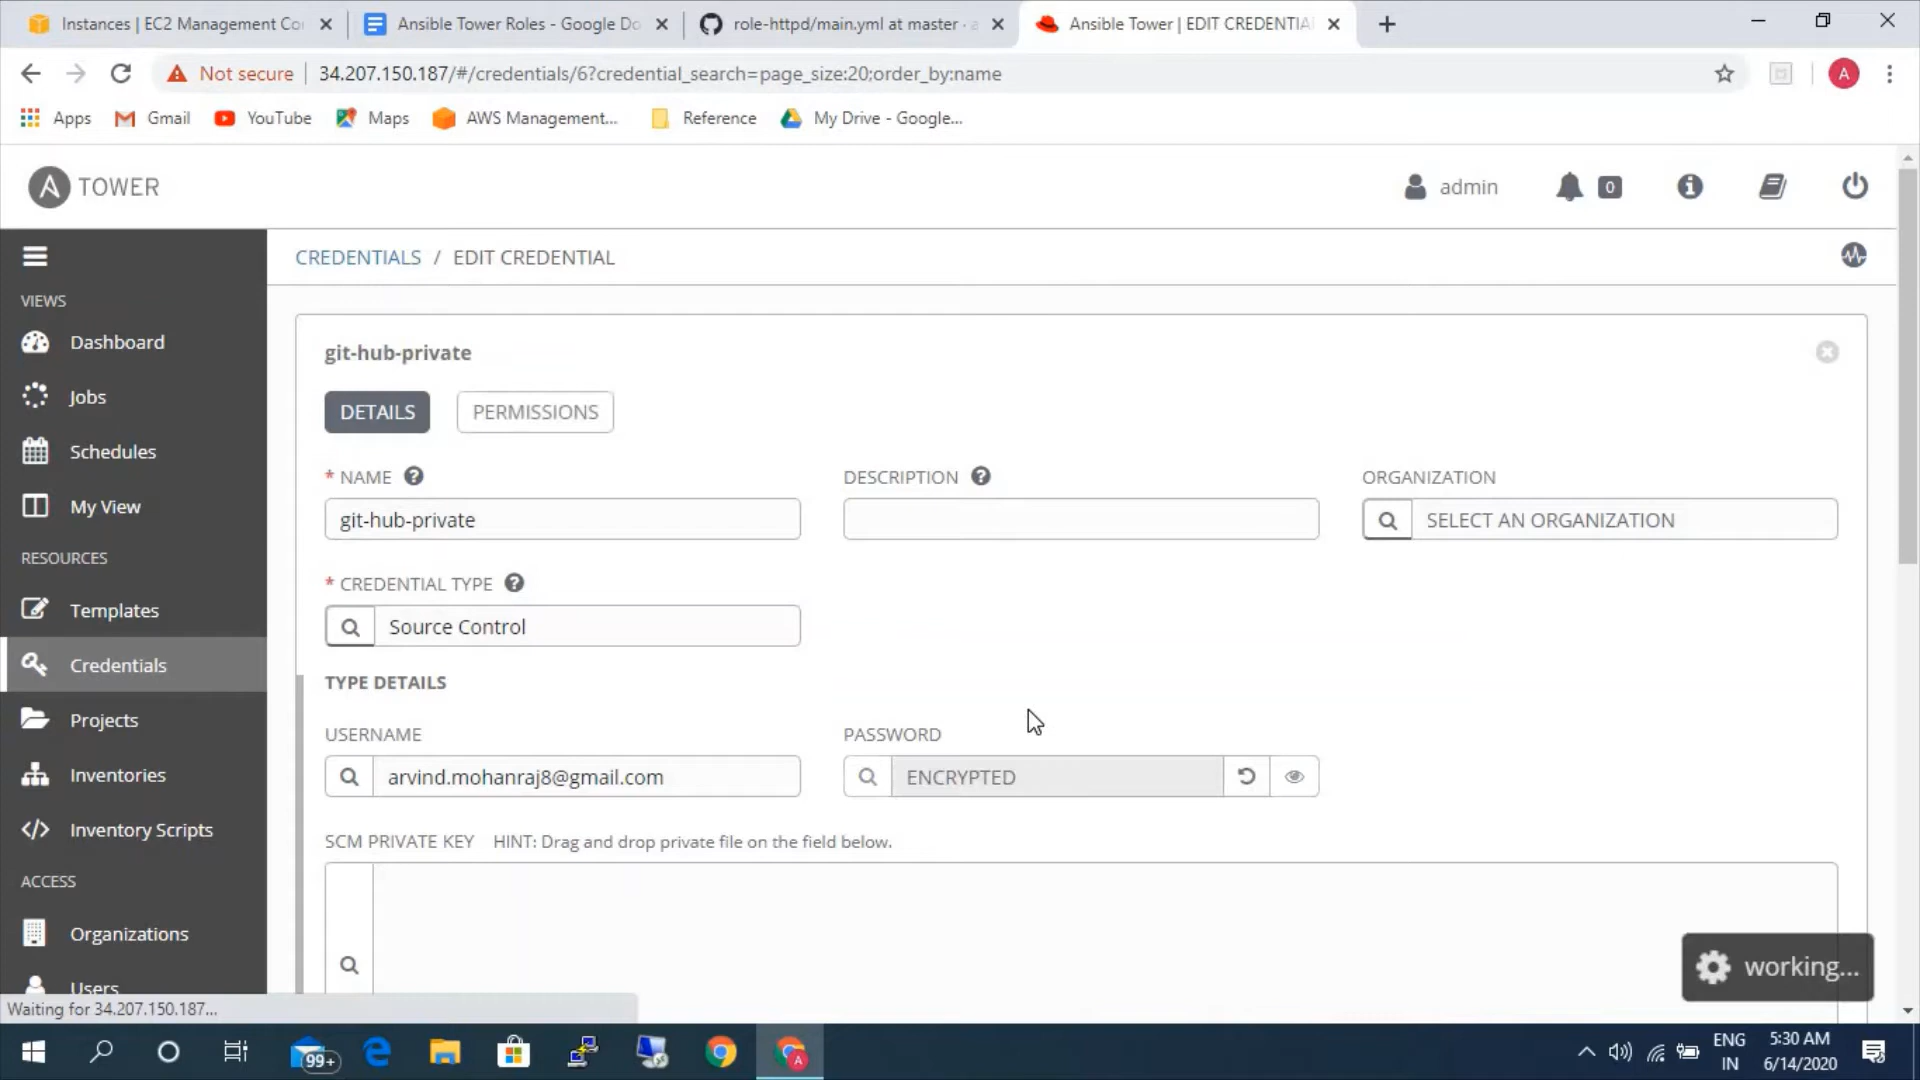 Instances | EC2 Management Co
Ansible Tower Roles - Google Do
role-httpd/main.yml at master · a
Ansible Tower | EDIT CREDENTIA
Not secure
34.207.150.187/#/credentials/6?credential_search=page_size:20;order_by:name
A
Apps
Gmail
YouTube
Maps
AWS Management...
Reference
My Drive - Google...
A TOWER
admin
0
VIEWS
Dashboard
Jobs
Schedules
My View
RESOURCES
Templates
Credentials
Projects
Inventories
Inventory Scripts
ACCESS
Organizations
Users
CREDENTIALS / EDIT CREDENTIAL
git-hub-private
DETAILS
PERMISSIONS
* NAME
DESCRIPTION
ORGANIZATION
git-hub-private
SELECT AN ORGANIZATION
* CREDENTIAL TYPE
Source Control
TYPE DETAILS
USERNAME
PASSWORD
arvind.mohanraj8@gmail.com
ENCRYPTED
SCM PRIVATE KEY HINT: Drag and drop private file on the field below.
working...
Waiting for 34.207.150.187...
99+
A
ENG
IN
5:30 AM
6/14/2020